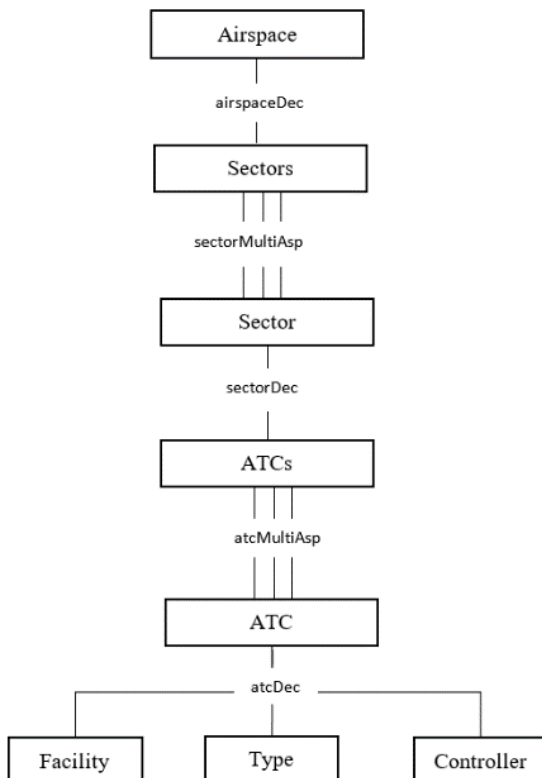 Airspace
airspaceDec
Sectors
sectorMultiAsp
Sector
sectorDec
ATCs
atcMultiAsp
ATC
atcDec
Facility
Type
Controller